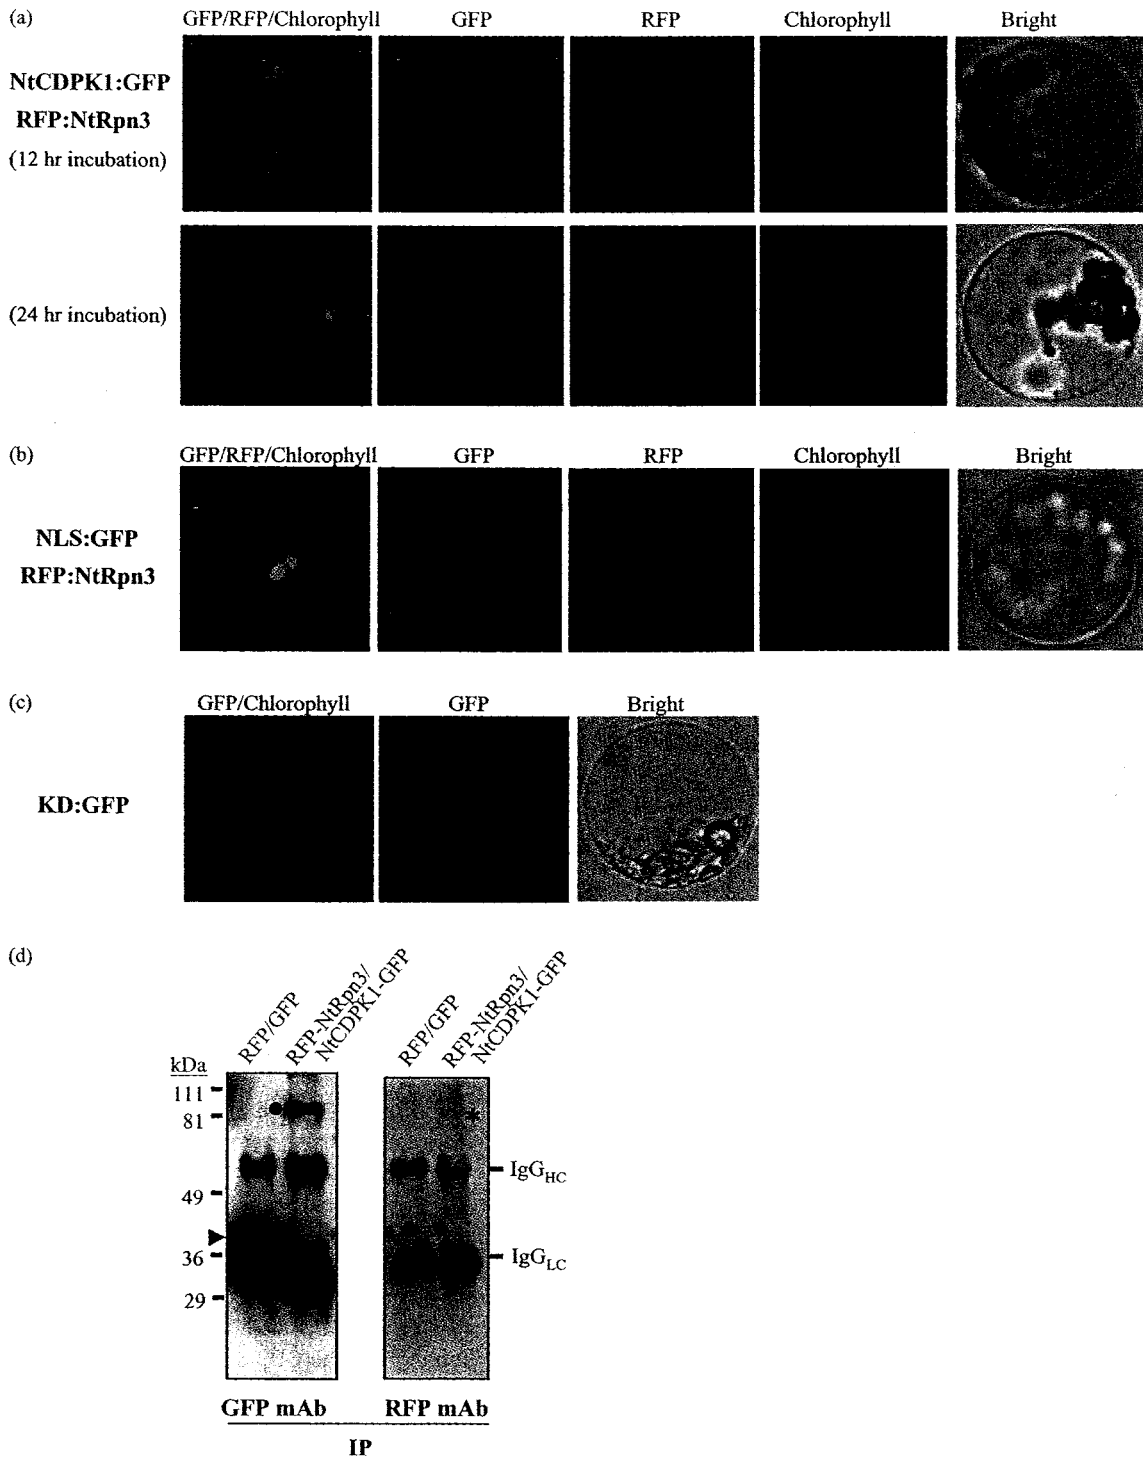 (a)
GFP/RFP/Chlorophyll GFP RFP Chlorophyll Bright
NtCDPK1:GFP
RFP:NtRpn3
(12 hr incubation)
(24 hr incubation)
(b)
GFP/RFP/Chlorophyll GFP RFP Chlorophyll Bright
NLS:GFP
RFP:NtRpn3
(c)
GFP/Chlorophyll GFP Bright
KD:GFP
(d)
RFP/GFP
RFP-NtRpn3/
NtCDPK1-GFP
RFP/GFP
RFP-NtRpn3/
NtCDPK1-GFP
kDa
111
81
*
IgGHC
49
36
IgGLC
29
GFP mAb RFP mAb
IP